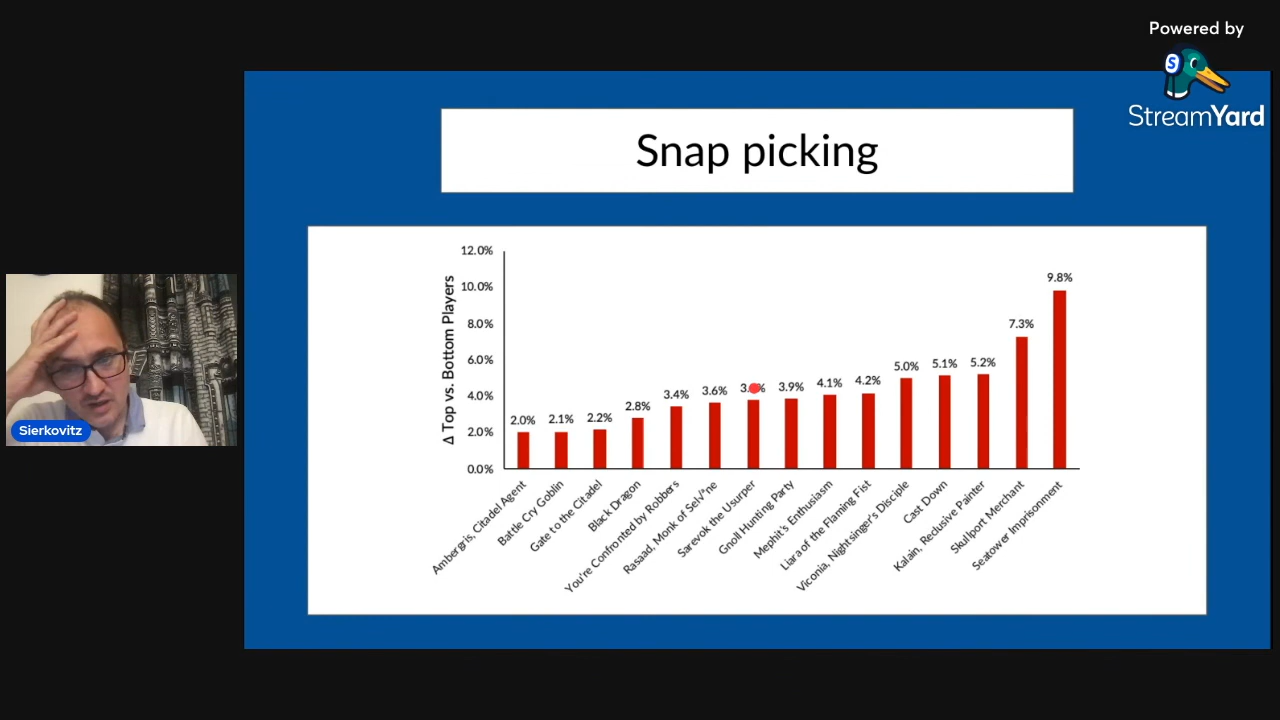 Powered by
StreamYard
Snap picking
Δ Top vs. Bottom Players
12.0%
10.0%
8.0%
6.0%
4.0%
2.0%
0.0%
2.0%
2.1%
2.2%
2.8%
3.4%
3.6%
3.9%
4.1%
4.2%
5.0%
5.1%
5.2%
7.3%
9.8%
Ambergris, Citadel Agent
Battle Cry Goblin
Gate to the Citadel
Black Dragon
You're Confronted by Robbers
Rasaad, Monk of Selv"ne
Sarevok the Usurper
Gnoll Hunting Party
Mephit's Enthusiasm
Liara of the Flaming Fist
Viconia, Nightsinger's Disciple
Cast Down
Kalain, Reclusive Painter
Skullport Merchant
Seatower Imprisonment
Sierkovitz